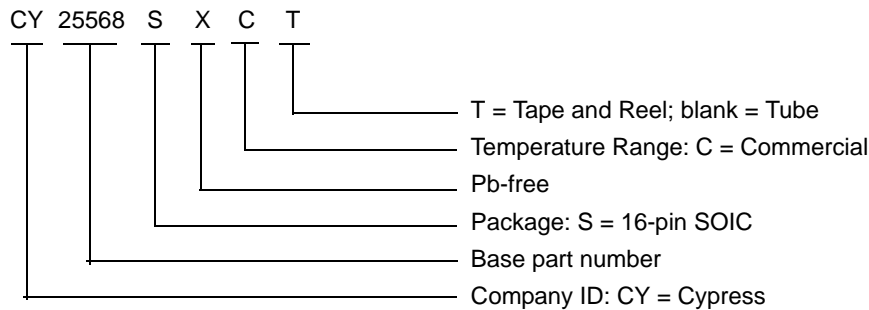 CY 25568 S X C T
T = Tape and Reel; blank = Tube
Temperature Range: C = Commercial
Pb-free
Package: S = 16-pin SOIC
Base part number
Company ID: CY = Cypress